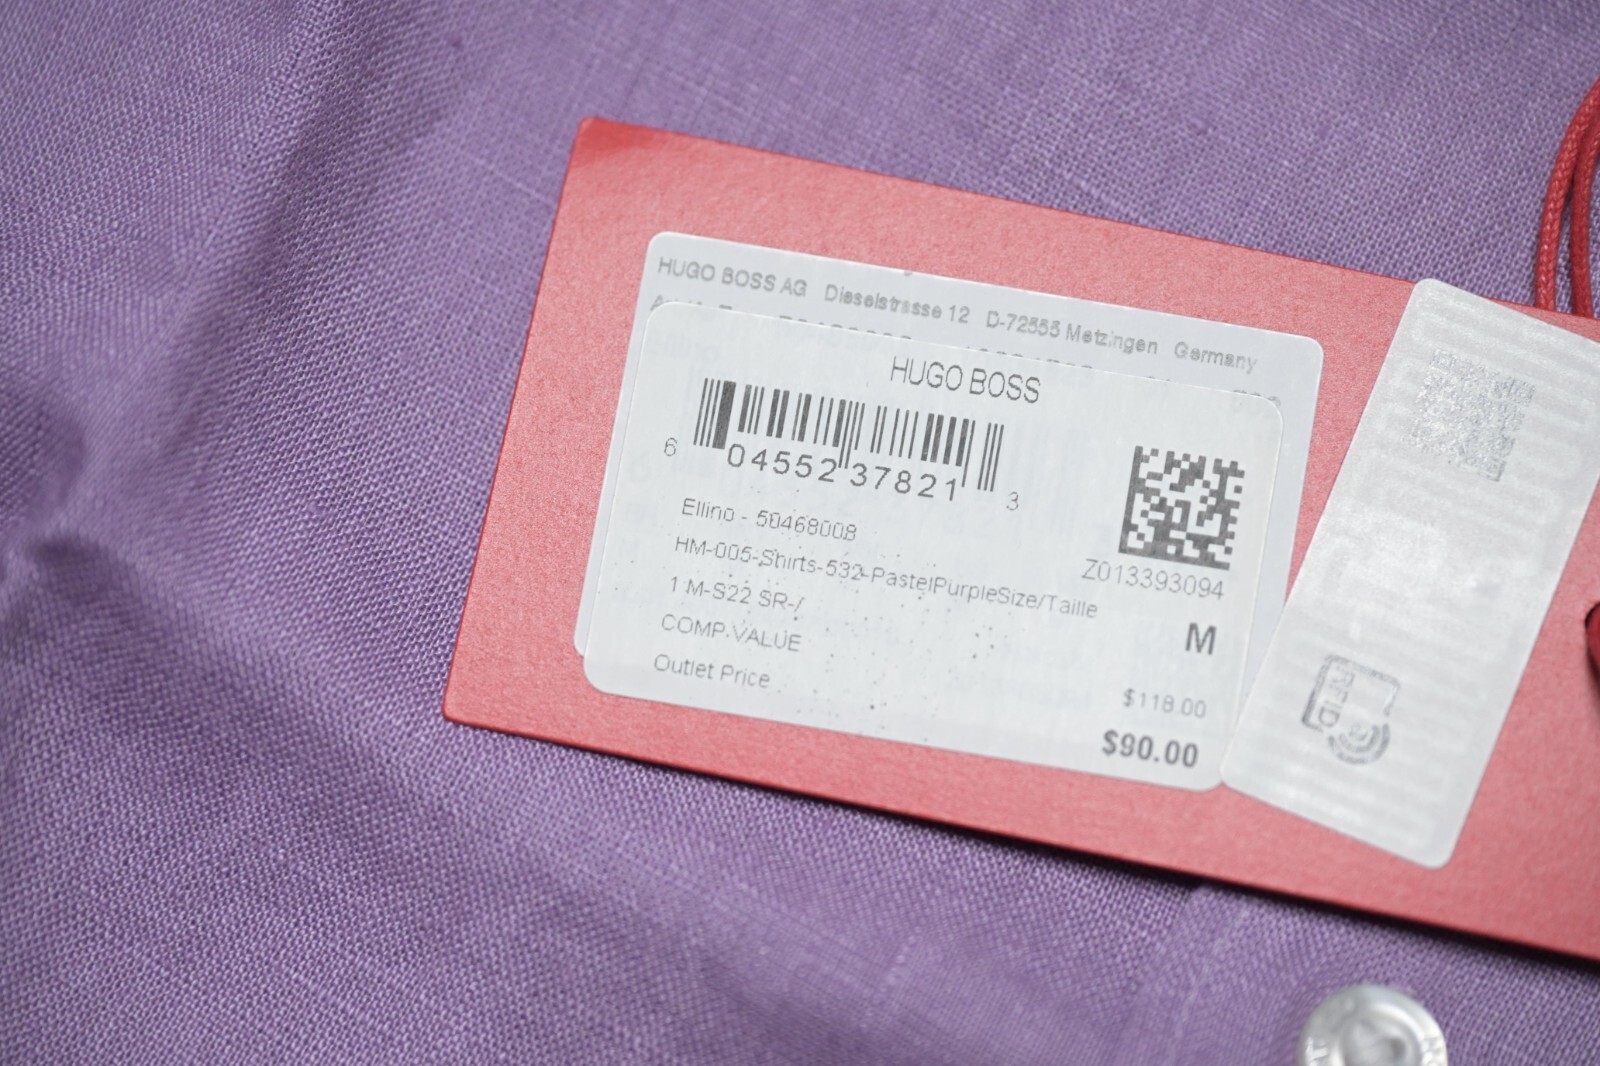 HUGO BOSS AG Dieselstrasse 12 D-72555 Metzingen Germany
HUGO BOSS
6 04552 37821 3
Z013393094
Ellino - 50468008
HM-005-Shirts-532-PastelPurpleSize/Taille
1 M-S22 SR-/
M
COMP.VALUE
$118.00
Outlet Price
$90.00
RFID